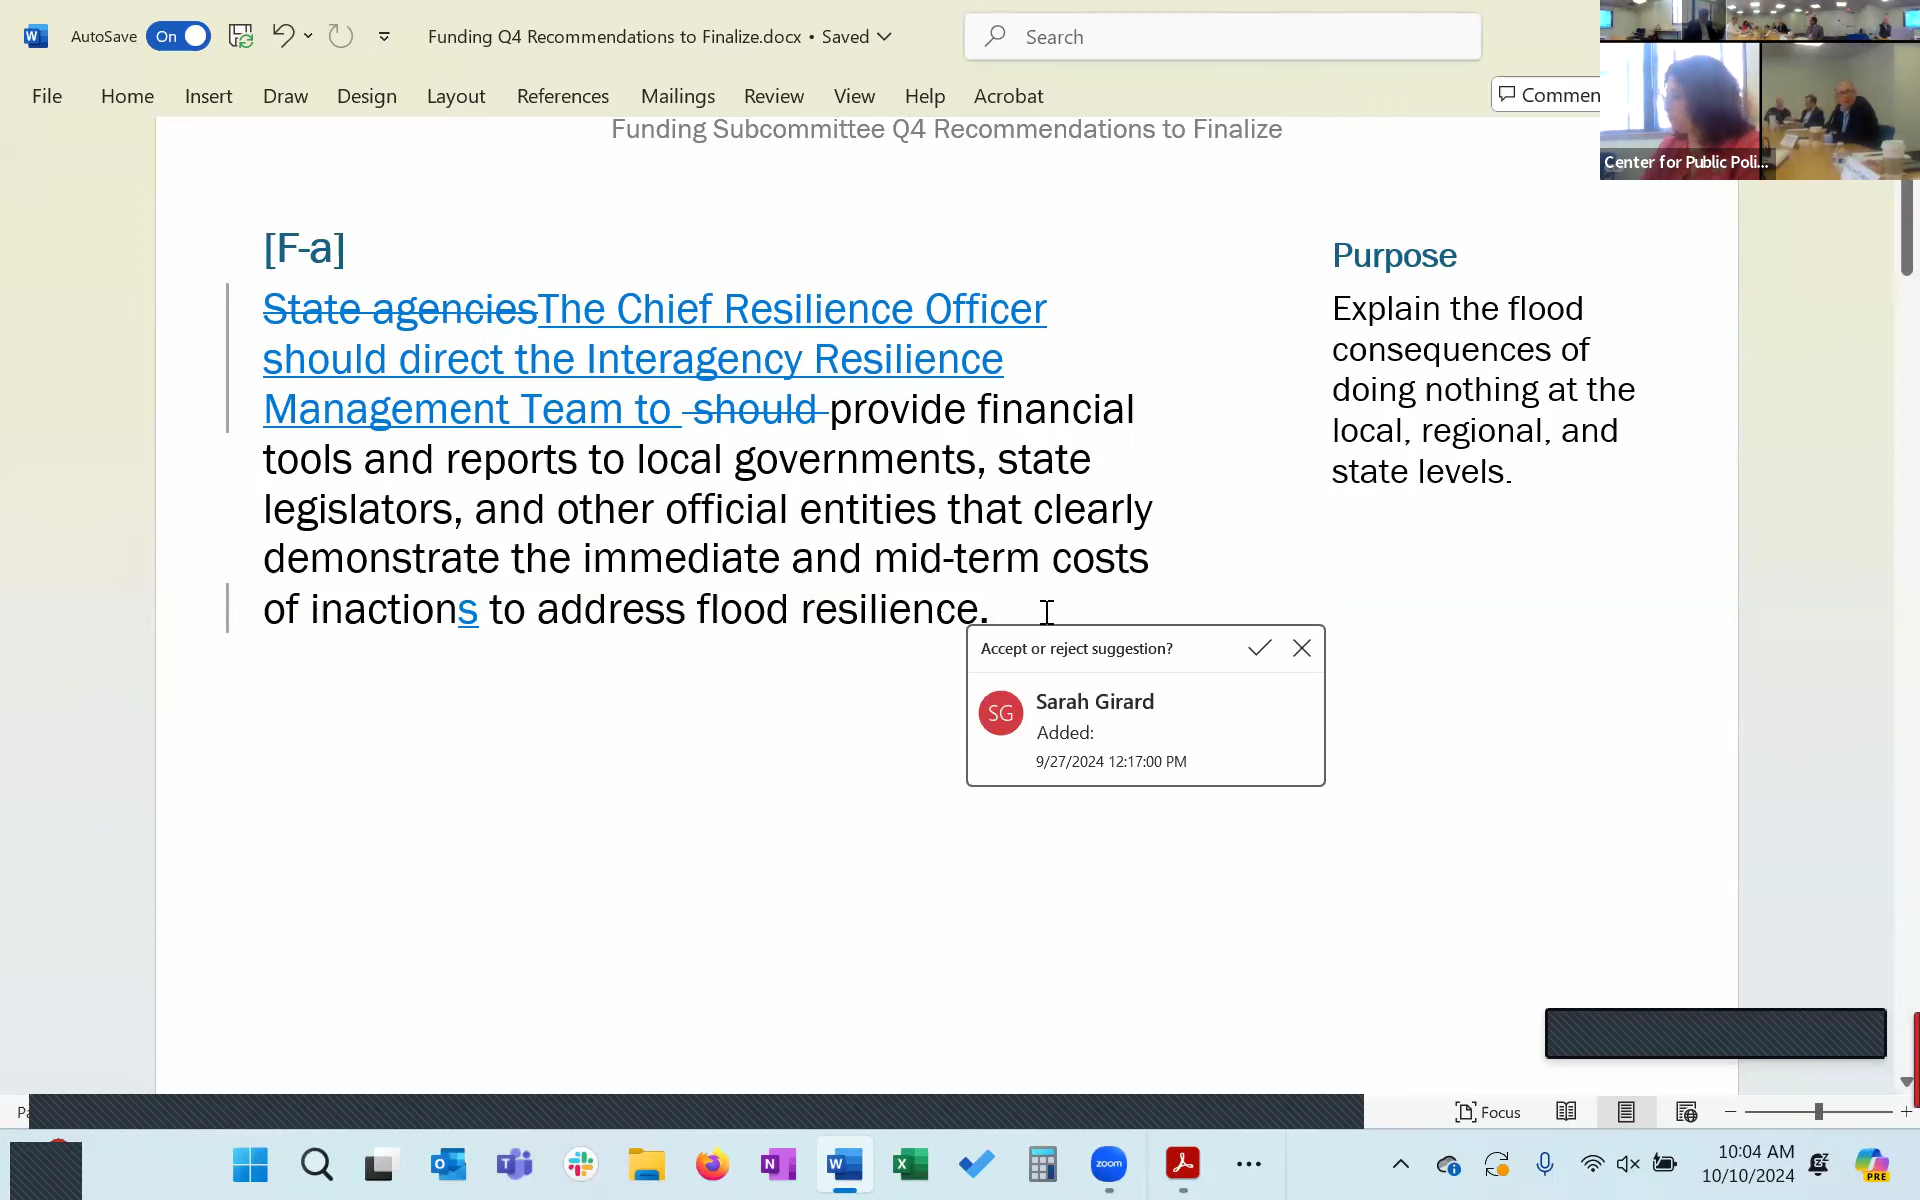 AutoSave On Funding Q4 Recommendations to Finalize.docx • Saved Search
File Home Insert Draw Design Layout References Mailings Review View Help Acrobat Commen
Center for Public Poli...
Funding Subcommittee Q4 Recommendations to Finalize
[F-a]
State agenciesThe Chief Resilience Officer
should direct the Interagency Resilience
Management Team to should provide financial
tools and reports to local governments, state
legislators, and other official entities that clearly
demonstrate the immediate and mid-term costs
of inactions to address flood resilience.
Purpose
Explain the flood
consequences of
doing nothing at the
local, regional, and
state levels.
Accept or reject suggestion?
SG Sarah Girard
Added:
9/27/2024 12:17:00 PM
Focus
zoom
10:04 AM
10/10/2024
PRE